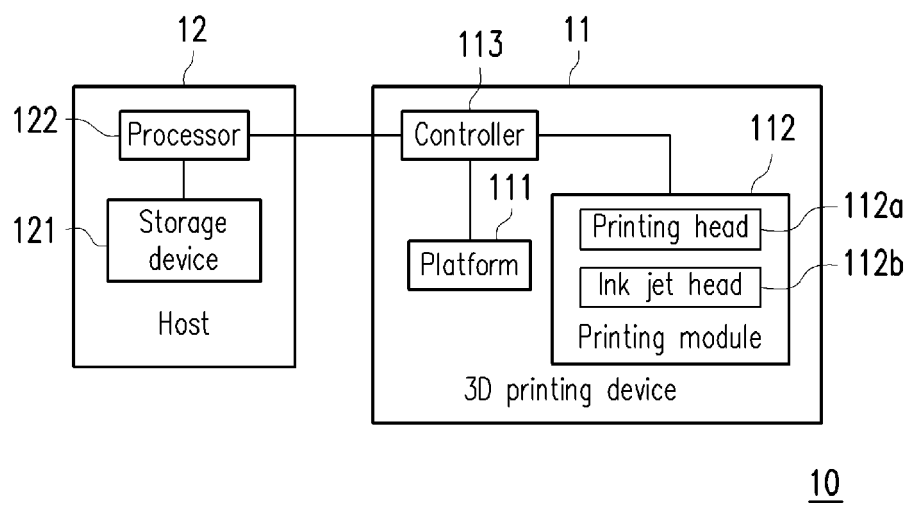 12
11
113
122
Processor
Controller
112
111
Printing head
112a
121
Storage
device
Platform
Ink jet head
112b
Host
Printing module
3D printing device
10